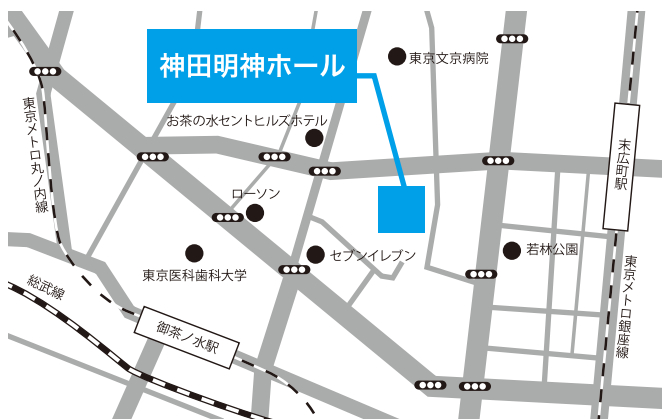 神田明神ホール
東京文京病院
お茶の水セントヒルズホテル
東京メトロ丸ノ内線
末広町駅
ローソン
セブンイレブン
若林公園
東京医科歯科大学
総武線
御茶ノ水駅
東京メトロ銀座線